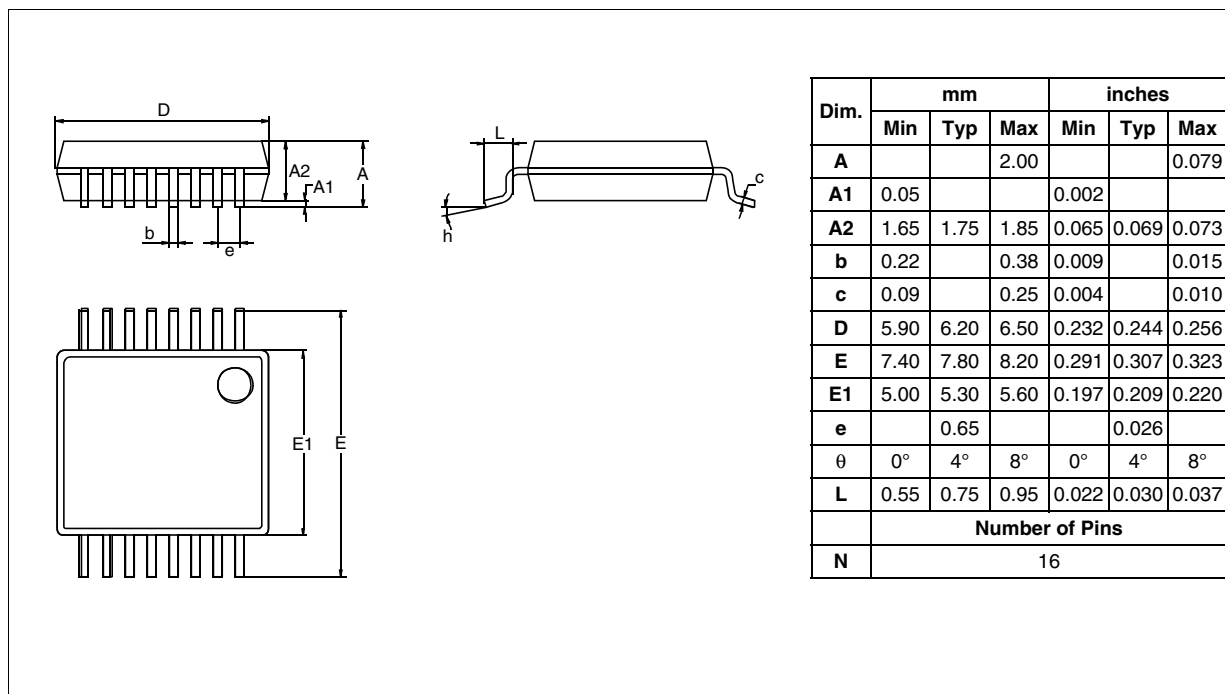 D
A2
A1
A
b
e
L
c
h
E1
E
Dim. mm inches
Min Typ Max Min Typ Max
A 2.00 0.079
A1 0.05 0.002
A2 1.65 1.75 1.85 0.065 0.069 0.073
b 0.22 0.38 0.009 0.015
c 0.09 0.25 0.004 0.010
D 5.90 6.20 6.50 0.232 0.244 0.256
E 7.40 7.80 8.20 0.291 0.307 0.323
E1 5.00 5.30 5.60 0.197 0.209 0.220
e 0.65 0.026
θ 0° 4° 8° 0° 4° 8°
L 0.55 0.75 0.95 0.022 0.030 0.037
Number of Pins
N 16